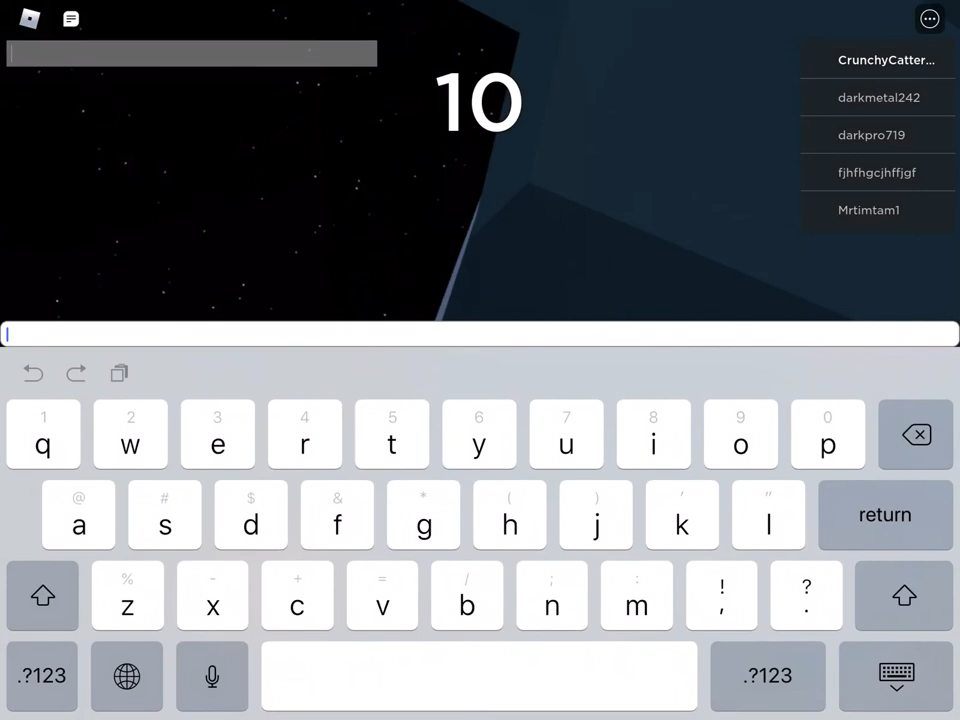 10
CrunchyCatter...
darkmetal242
darkpro719
fjhfhgcjhffjgf
Mrtimtam1
1 2 3 4 5 6 7 8 9 0
q w e r t y u i o p
@ # $ & * ( ) ' "
a s d f g h j k l return
% - + = / ; : ! ?
z x c v b n m , .
.?123 .?123